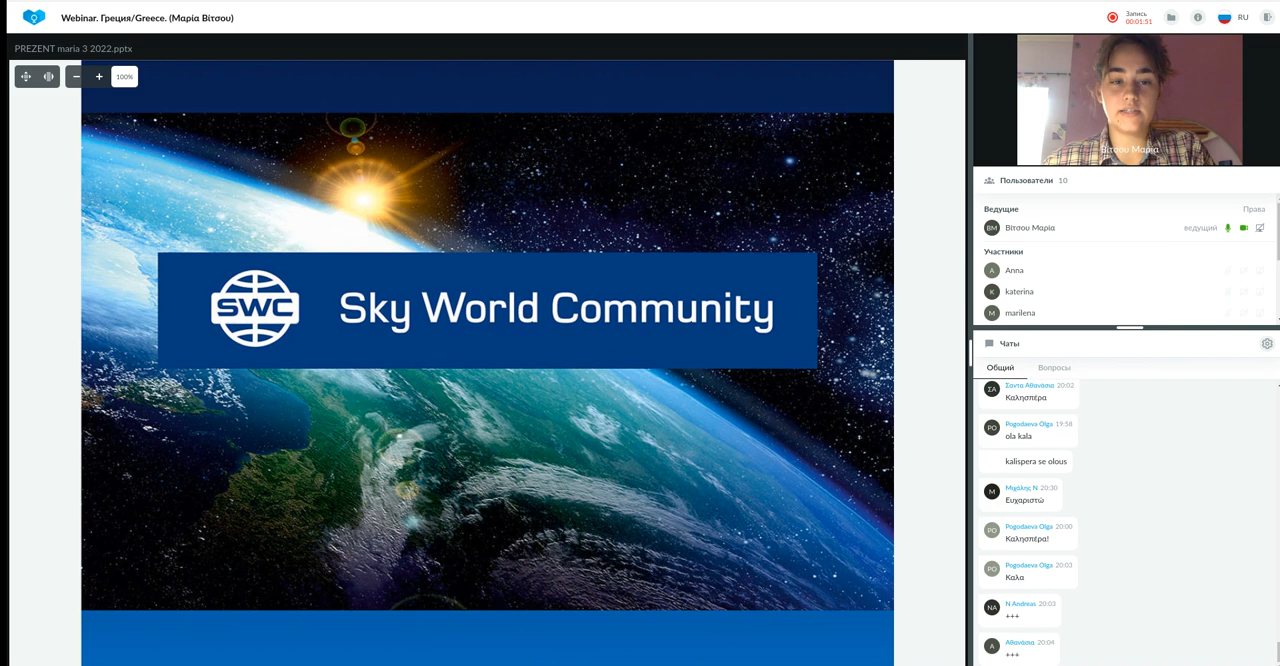 Webinar. Греция/Greece. (Μαρία Βίτσου)
Запись
00:01:51
RU
PREZENT maria 3 2022.pptx
100%
SWC Sky World Community
Βίτσου Μαρία
Пользователи 10
Ведущие Права
ВМ Βίτσου Μαρία ведущий
Участники
A Anna
K katerina
M marilena
Чаты
Общий Вопросы
ΣΑ Σαντα Αθανάσια 20:02
Καλησπέρα
PO Pogodaeva Olga 19:58
ola kala
kalispera se olous
M Μιχάλης Ν 20:30
Ευχαριστώ
PO Pogodaeva Olga 20:00
Καλησπέρα!
PO Pogodaeva Olga 20:03
Καλα
NA N Andreas 20:03
+++
A Αθανάσια 20:04
+++